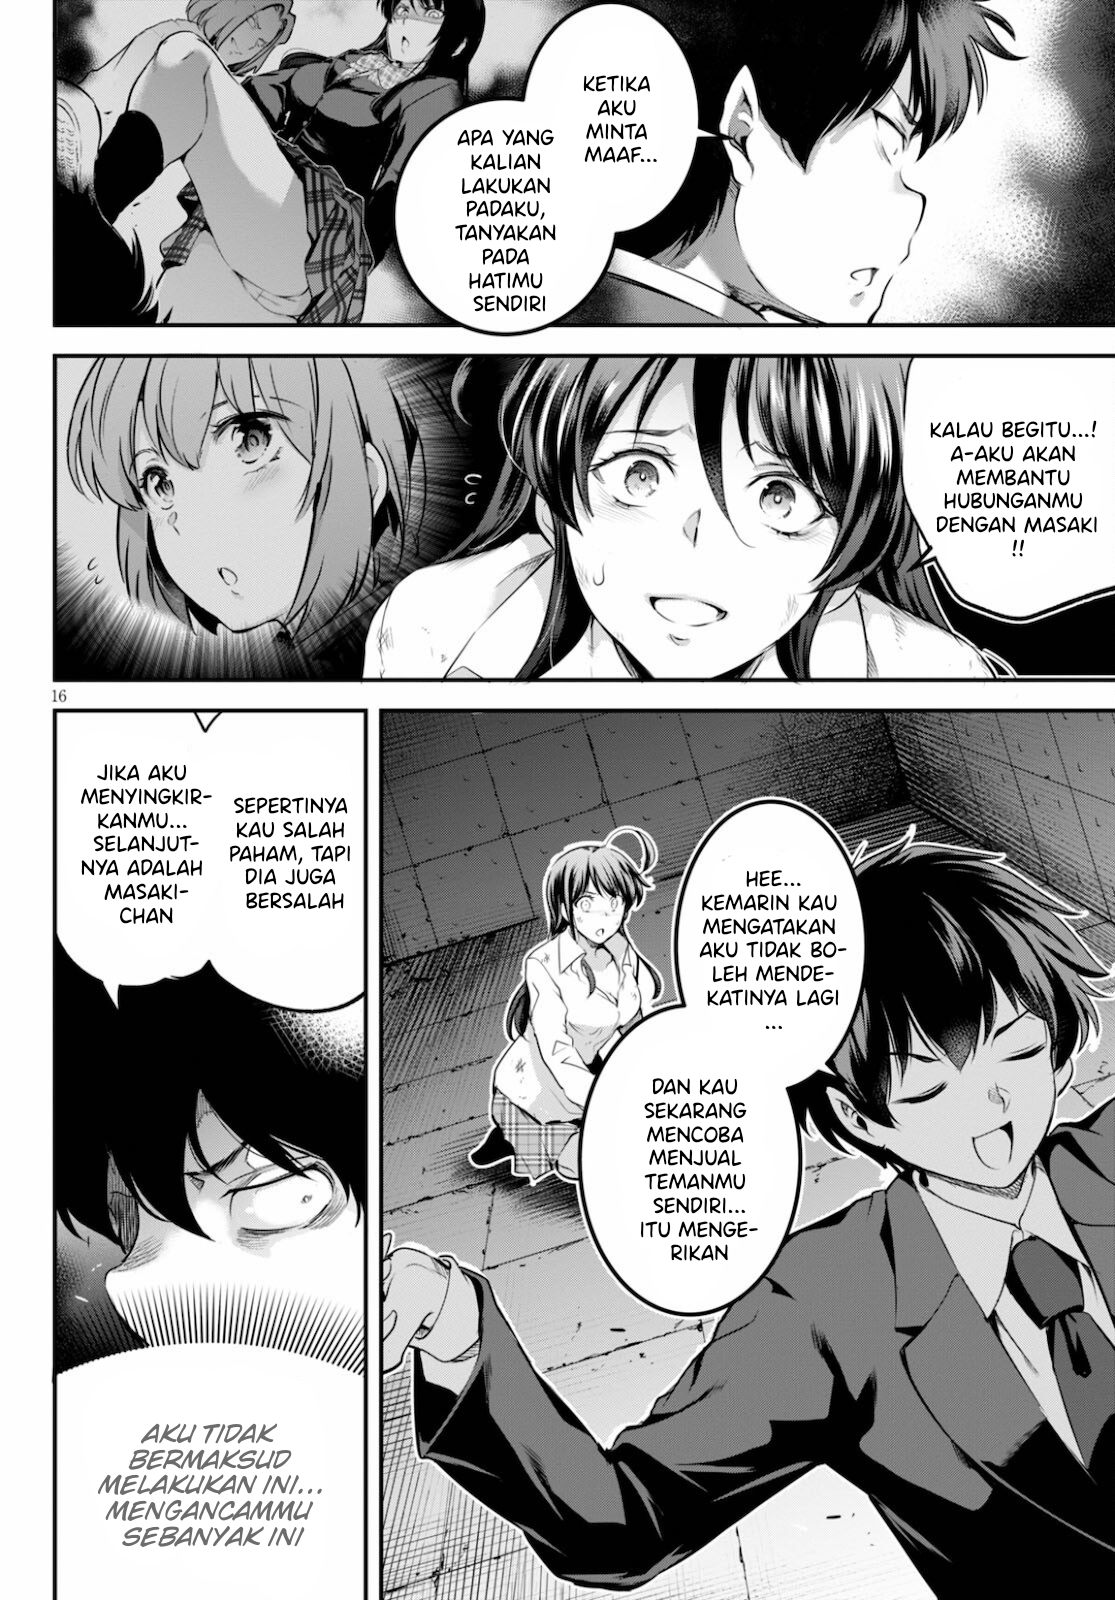 KETIKA
AKU
MINTA
MAAF...
APA YANG
KALIAN
LAKUKAN
PADAKU,
TANYAKAN
PADA
HATIMU
SENDIRI
KALAU BEGITU...!
A-AKU AKAN
MEMBANTU
HUBUNGANMU
DENGAN MASAKI
!!
16
HEE...
KEMARIN KAU
MENGATAKAN
AKU TIDAK BO-
LEH MENDE-
KATINYA LAGI
...
DAN KAU
SEKARANG
MENCOBA
MENJUAL
TEMANMU
SENDIRI...
ITU MENGE-
RIKAN
SEPERTINYA
KAU SALAH
PAHAM, TAPI
DIA JUGA
BERSALAH
JIKA AKU
MENYINGKIR-
KANMU...
SELANJUT-
NYA ADALAH
MASAKI-
CHAN
AKU TIDAK
BERMAKSUD
MELAKUKAN INI...
MENGANCAMMU
SEBANYAK INI